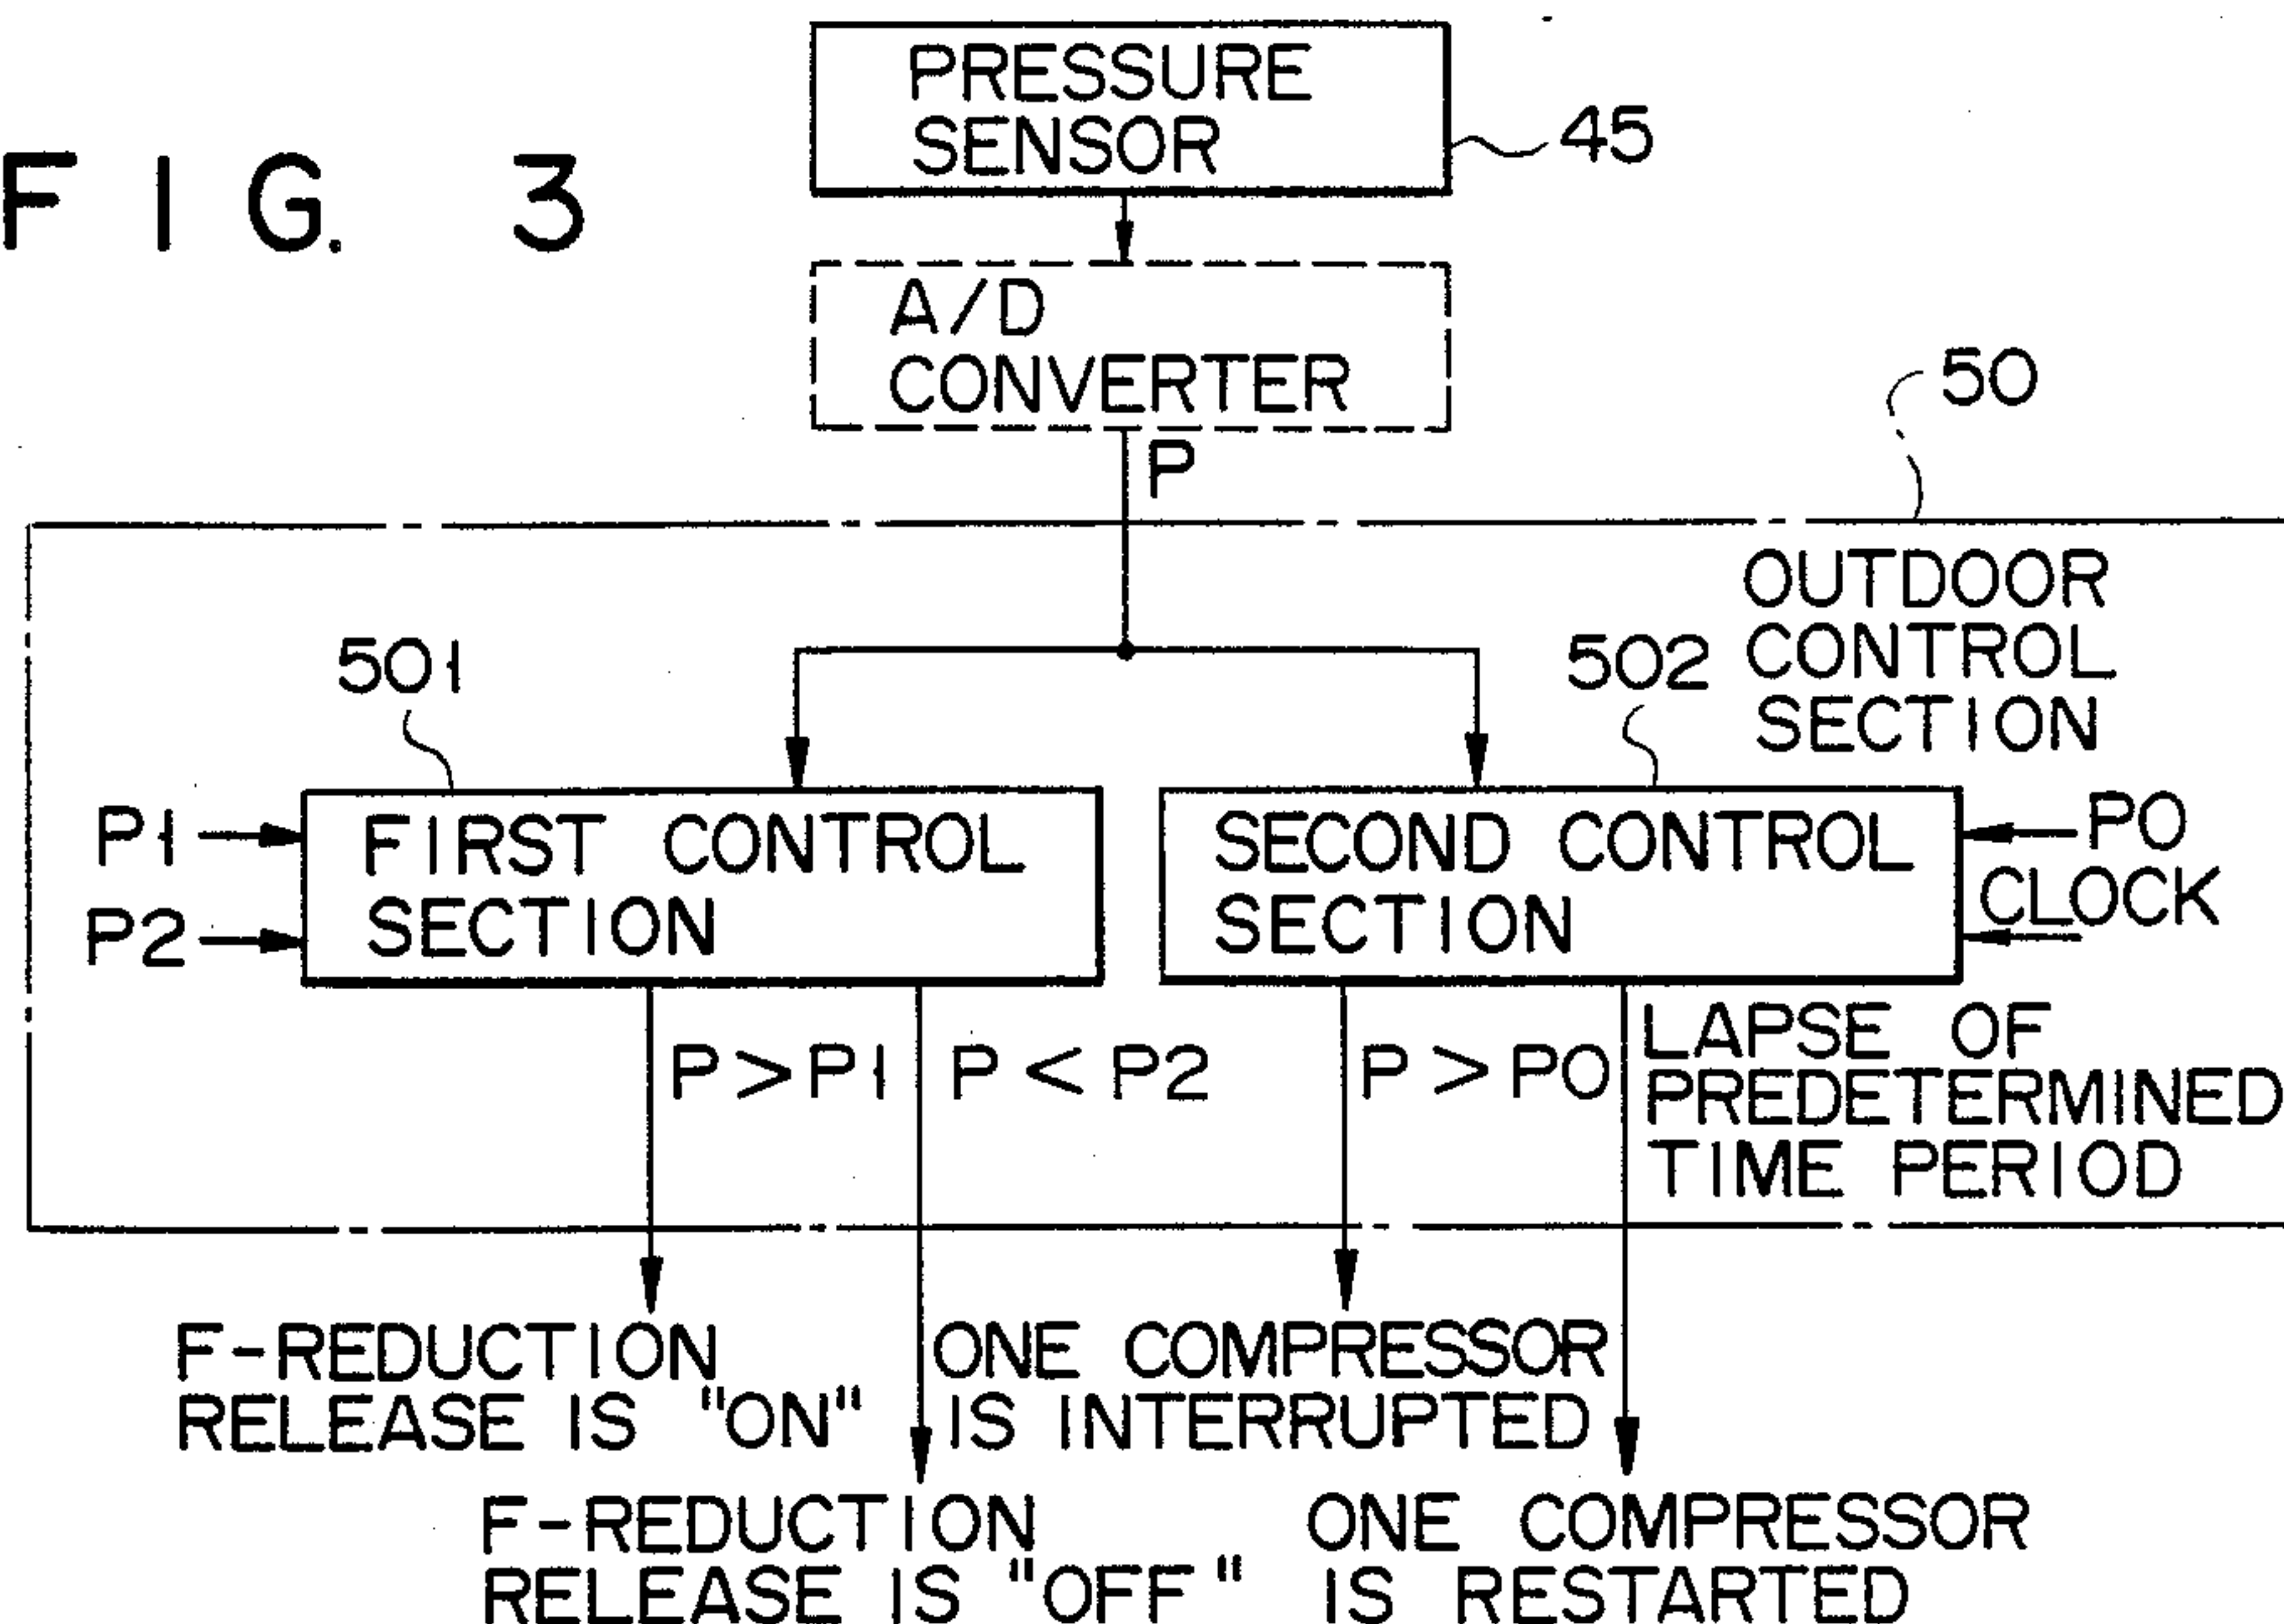 FIG. 3
PRESSURE
SENSOR
45
A/D
CONVERTER
P
50
OUTDOOR
CONTROL
SECTION
501
502
P1
P2
FIRST CONTROL
SECTION
SECOND CONTROL
SECTION
P0
CLOCK
P > P1
P < P2
P > P0
LAPSE OF
PREDETERMINED
TIME PERIOD
F-REDUCTION
RELEASE IS "ON"
ONE COMPRESSOR
IS INTERRUPTED
F-REDUCTION
RELEASE IS "OFF"
ONE COMPRESSOR
IS RESTARTED